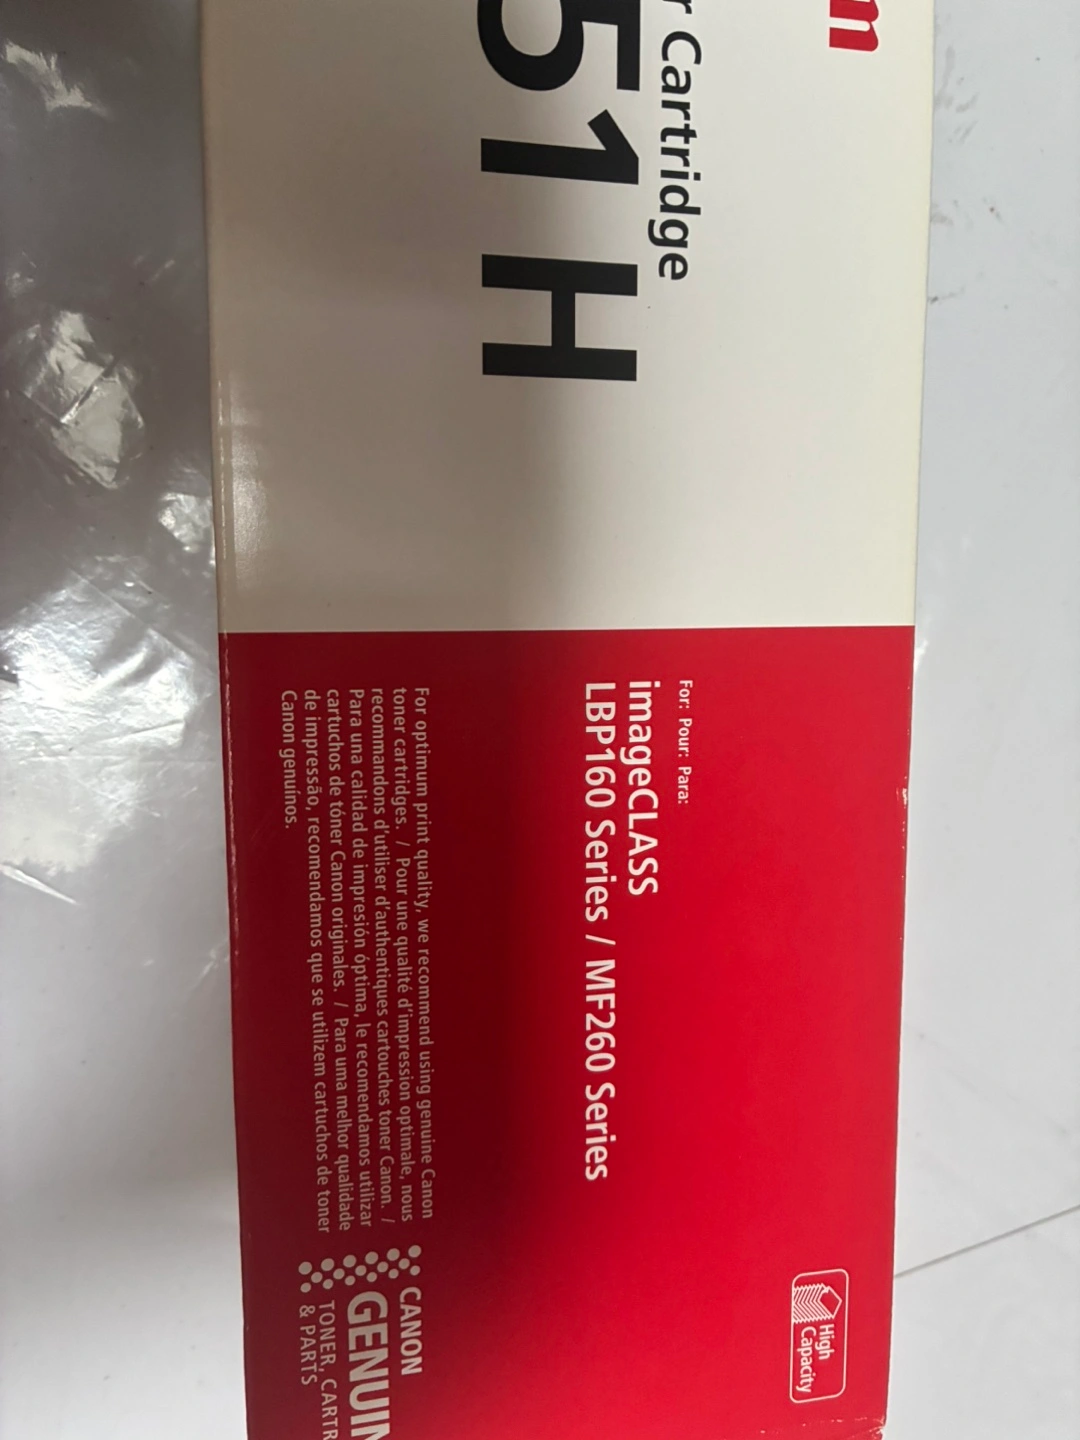 Cartridge
51 H
For: Pour: Para:
imageCLASS
LBP160 Series / MF260 Series
High
Capacity
For optimum print quality, we recommend using genuine Canon
toner cartridges. / Pour une qualité d'impression optimale, nous
recommandons d'utiliser d'authentiques cartouches toner Canon. /
Para una calidad de impresión óptima, le recomendamos utilizar
cartuchos de tóner Canon originales. / Para uma melhor qualidade
de impressão, recomendamos que se utilizem cartuchos de toner
Canon genuínos.
CANON
GENUIN
TONER, CARTR
& PARTS